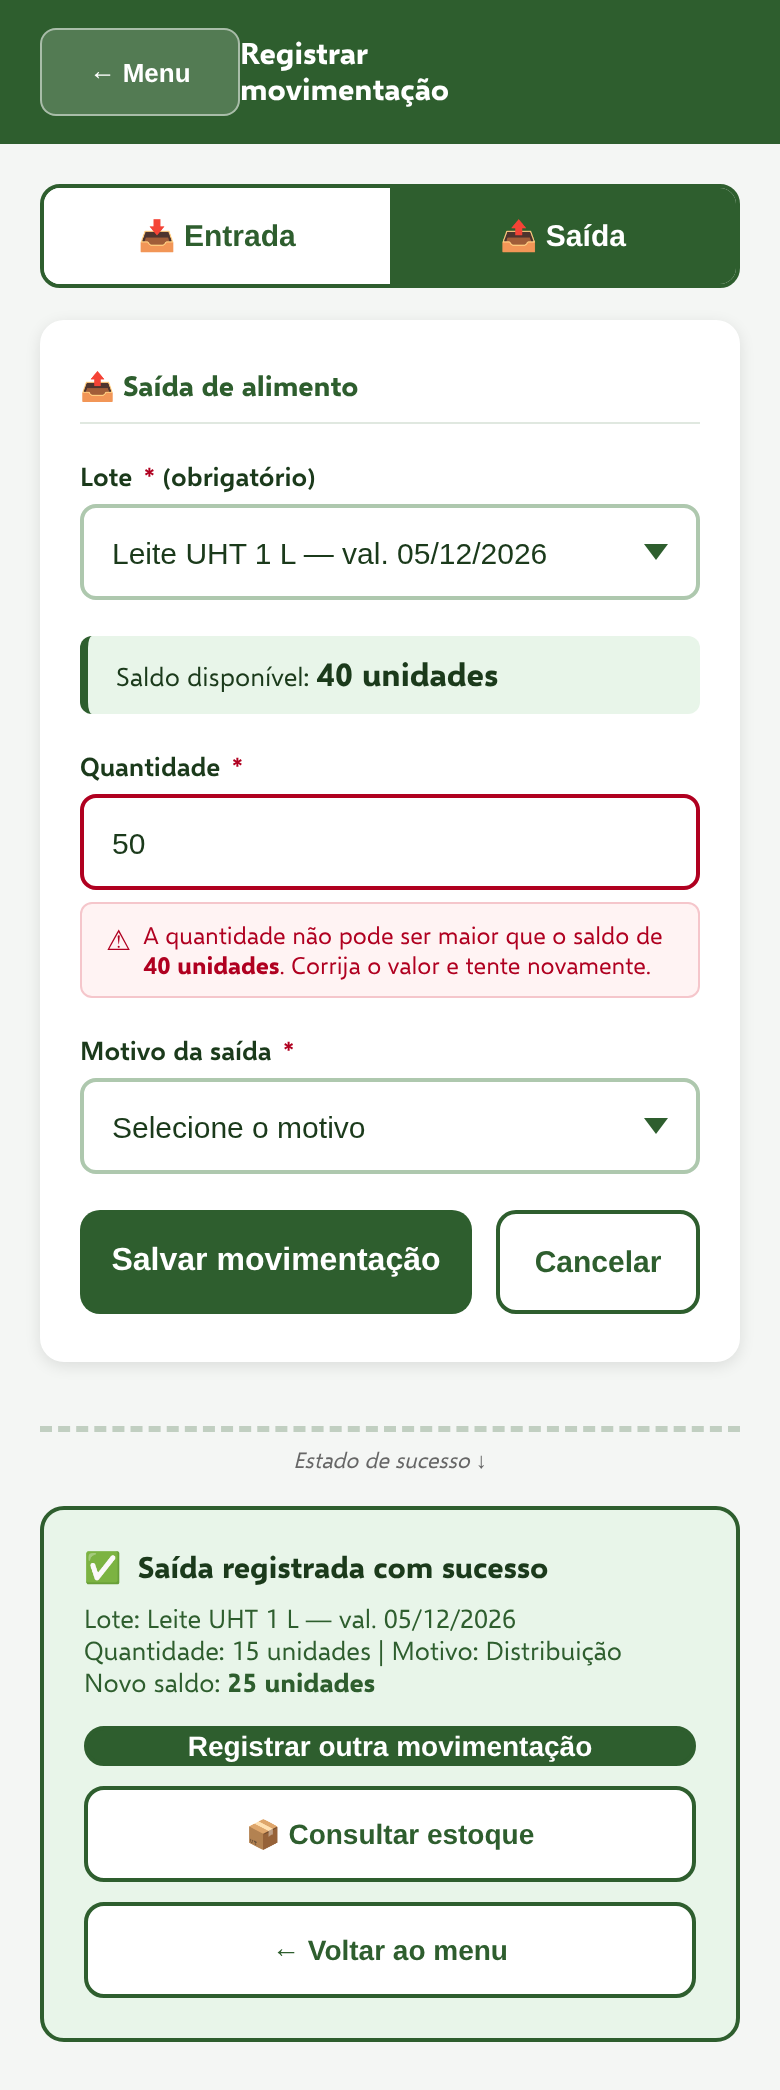 ← Menu
Registrar
movimentação
📥 Entrada
📤 Saída
📤 Saída de alimento
Lote * (obrigatório)
Leite UHT 1 L — val. 05/12/2026
Saldo disponível: 40 unidades
Quantidade *
50
⚠ A quantidade não pode ser maior que o saldo de
40 unidades. Corrija o valor e tente novamente.
Motivo da saída *
Selecione o motivo
Salvar movimentação
Cancelar
Estado de sucesso ↓
✅ Saída registrada com sucesso
Lote: Leite UHT 1 L — val. 05/12/2026
Quantidade: 15 unidades | Motivo: Distribuição
Novo saldo: 25 unidades
Registrar outra movimentação
📦 Consultar estoque
← Voltar ao menu